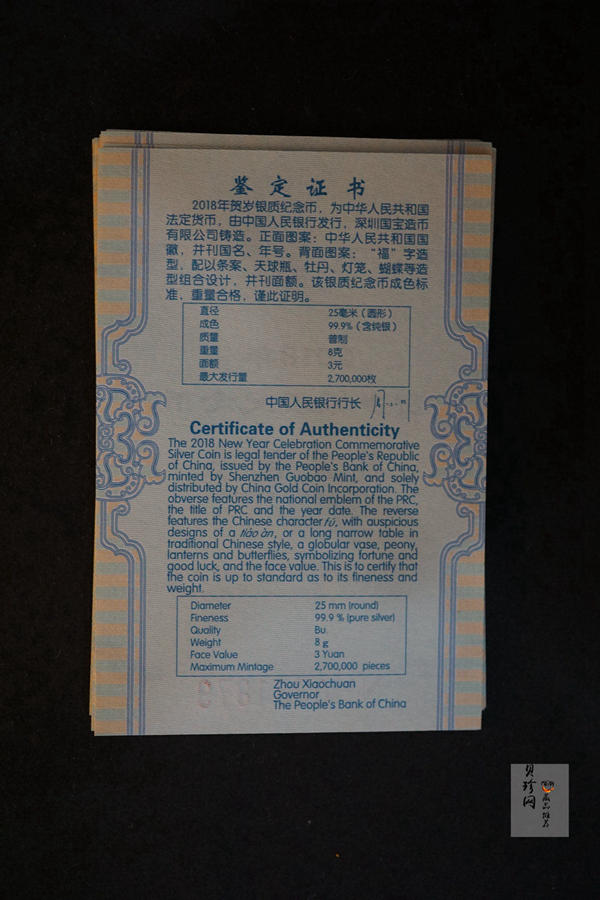 鉴定证书
2018年贺岁银质纪念币，为中华人民共和国
法定货币，由中国人民银行发行，深圳国宝造币
有限公司铸造。正面图案：中华人民共和国国
徽，并刊国名、年号。背面图案：“福”字造
型，配以条案、天球瓶、牡丹、灯笼、蝴蝶等造
型组合设计，并刊面额。该银质纪念币成色标
准，重量合格，谨此证明。
直径 25毫米（圆形）
成色 99.9%（含纯银）
质量 普制
重量 8克
面额 3元
最大发行量 2,700,000枚
中国人民银行行长
Certificate of Authenticity
The 2018 New Year Celebration Commemorative
Silver Coin is legal tender of the People's Republic
of China, issued by the People's Bank of China,
minted by Shenzhen Guobao Mint, and solely
distributed by China Gold Coin Incorporation. The
obverse features the national emblem of the PRC,
the title of PRC and the year date. The reverse
features the Chinese character fú, with auspicious
designs of a tiáo àn, or a long narrow table in
traditional Chinese style, a globular vase, peony,
lanterns and butterflies, symbolizing fortune and
good luck, and the face value. This is to certify that
the coin is up to standard as to its fineness and
weight.
Diameter 25 mm (round)
Fineness 99.9 % (pure silver)
Quality Bu.
Weight 8 g
Face Value 3 Yuan
Maximum Mintage 2,700,000 pieces
Zhou Xiaochuan
Governor
The People's Bank of China
贝珍网
藏品推荐